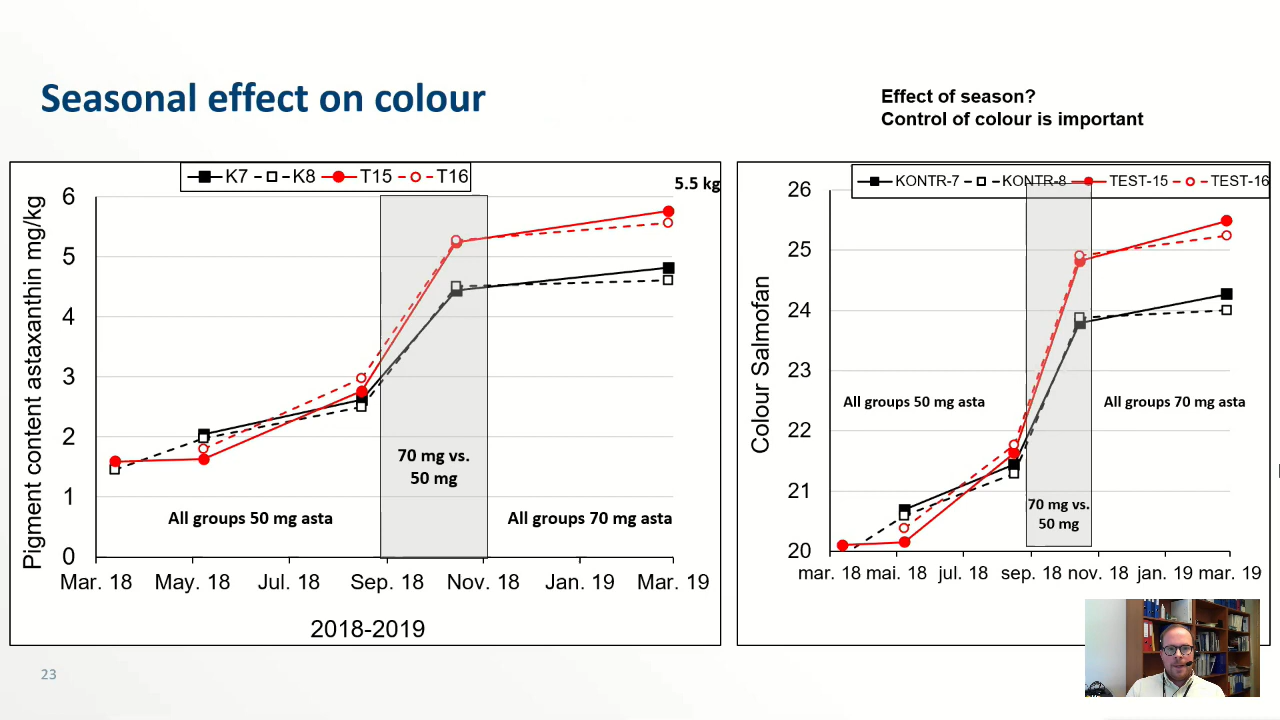 Seasonal effect on colour
Effect of season?
Control of colour is important
K7 K8 T15 T16
5.5 kg
Pigment content astaxanthin mg/kg
6
5
4
3
2
1
0
70 mg vs.
50 mg
All groups 50 mg asta
All groups 70 mg asta
Mar. 18 May. 18 Jul. 18 Sep. 18 Nov. 18 Jan. 19 Mar. 19
2018-2019
KONTR-7 KONTR-8 TEST-15 TEST-16
Colour Salmofan
26
25
24
23
22
21
20
All groups 50 mg asta
All groups 70 mg asta
70 mg vs.
50 mg
mar. 18 mai. 18 jul. 18 sep. 18 nov. 18 jan. 19 mar. 19
23